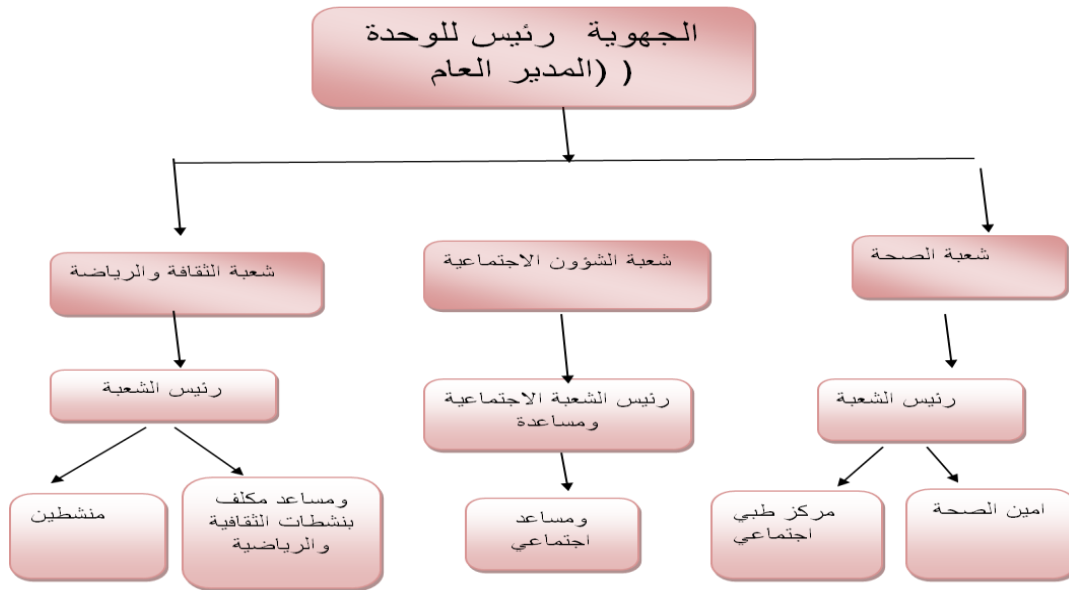 الجهوية رئيس للوحدة
( (المدير العام
شعبة الصحة
شعبة الشؤون الاجتماعية
شعبة الثقافة والرياضة
رئيس الشعبة
رئيس الشعبة الاجتماعية
ومساعدة
رئيس الشعبة
امين الصحة
مركز طبي
اجتماعي
ومساعد
اجتماعي
ومساعد مكلف
بنشطات الثقافية
والرياضية
منشطين